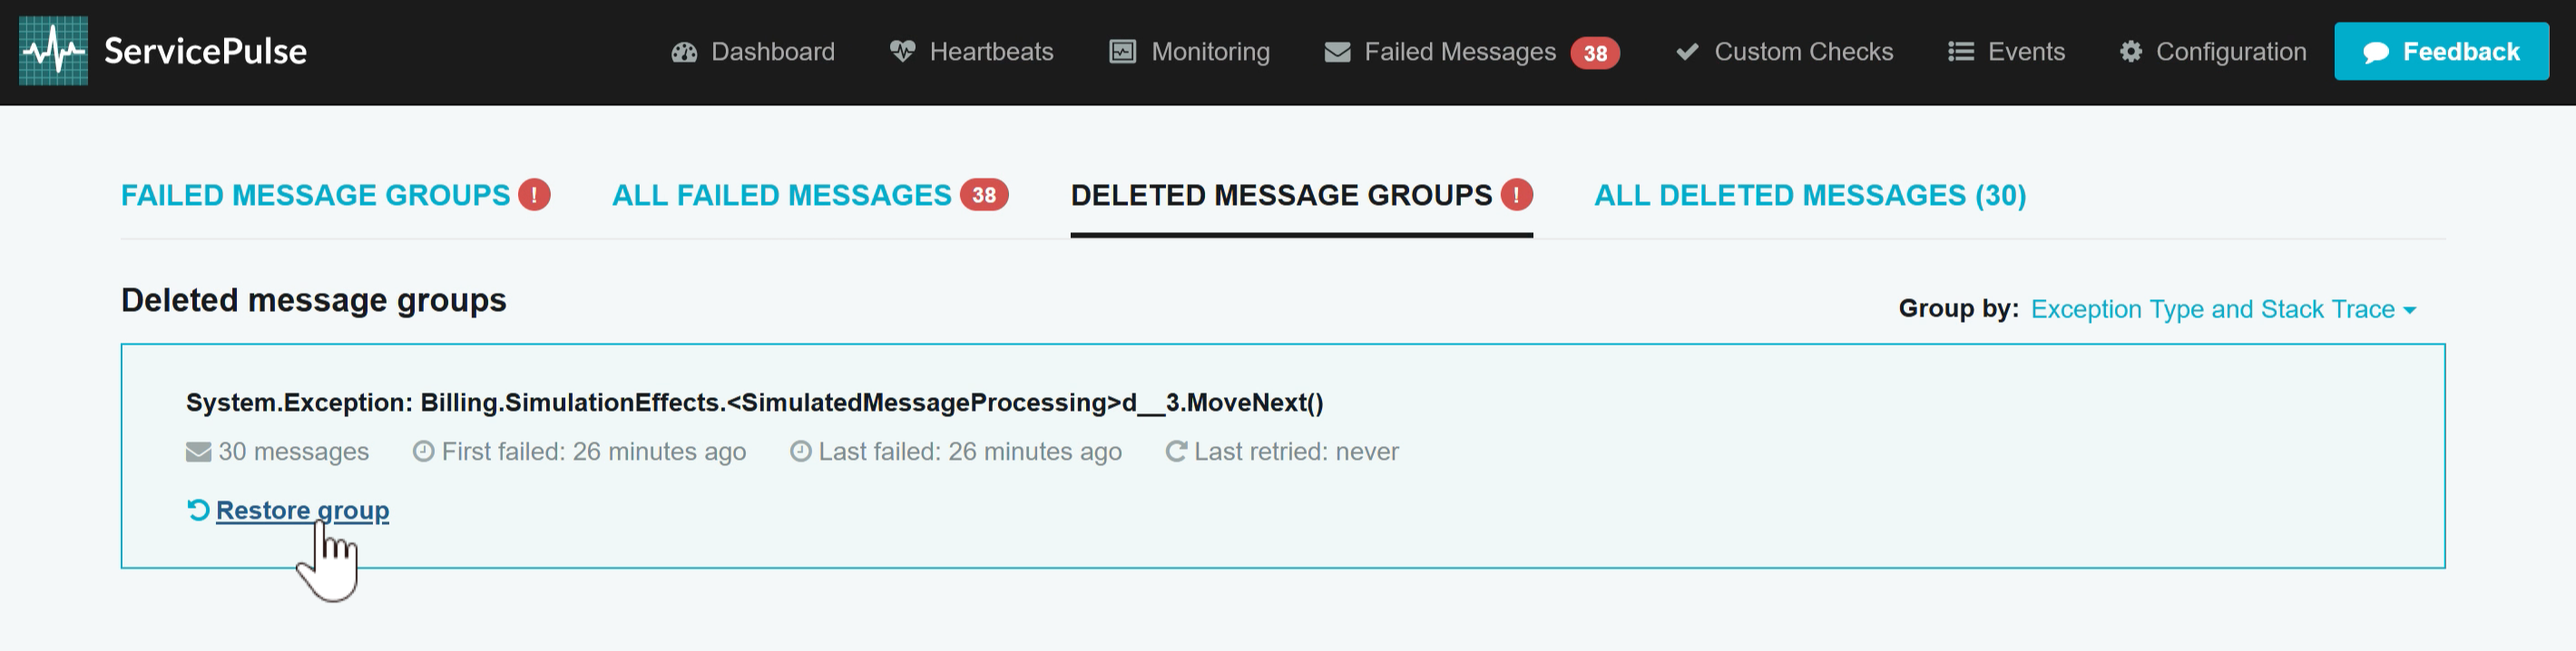 ServicePulse Dashboard Heartbeats Monitoring Failed Messages 38 Custom Checks Events Configuration Feedback
FAILED MESSAGE GROUPS ! ALL FAILED MESSAGES 38 DELETED MESSAGE GROUPS ! ALL DELETED MESSAGES (30)
Deleted message groups
Group by: Exception Type and Stack Trace
System.Exception: Billing.SimulationEffects.<SimulatedMessageProcessing>d__3.MoveNext()
30 messages First failed: 26 minutes ago Last failed: 26 minutes ago Last retried: never
Restore group